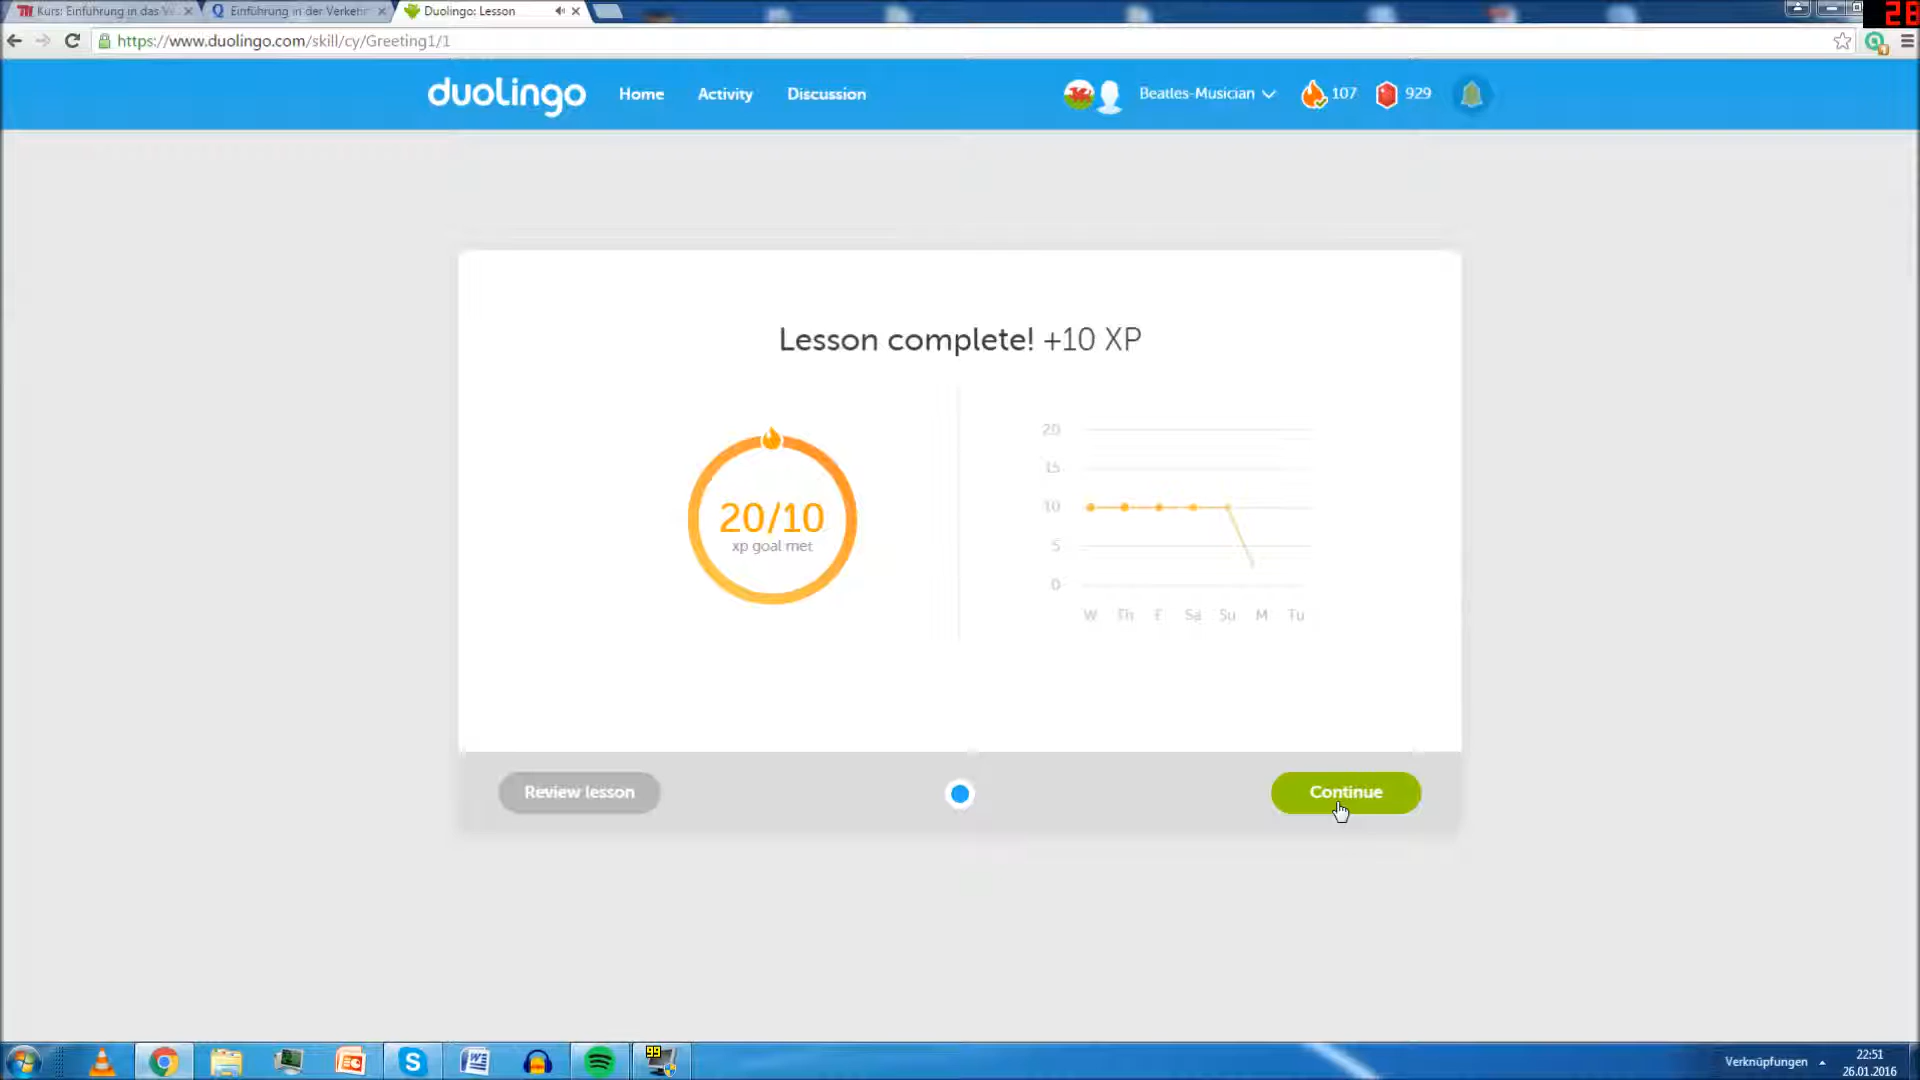 Kurs: Einführung in das V
Einführung in der Verkehr
Duolingo: Lesson
28
https://www.duolingo.com/skill/cy/Greeting1/1
duolingo
Home
Activity
Discussion
Beatles-Musician
107
929
Lesson complete! +10 XP
20/10
xp goal met
20
15
10
5
0
W Th F Sa Su M Tu
Review lesson
Continue
99
Verknüpfungen
22:51
26.01.2016